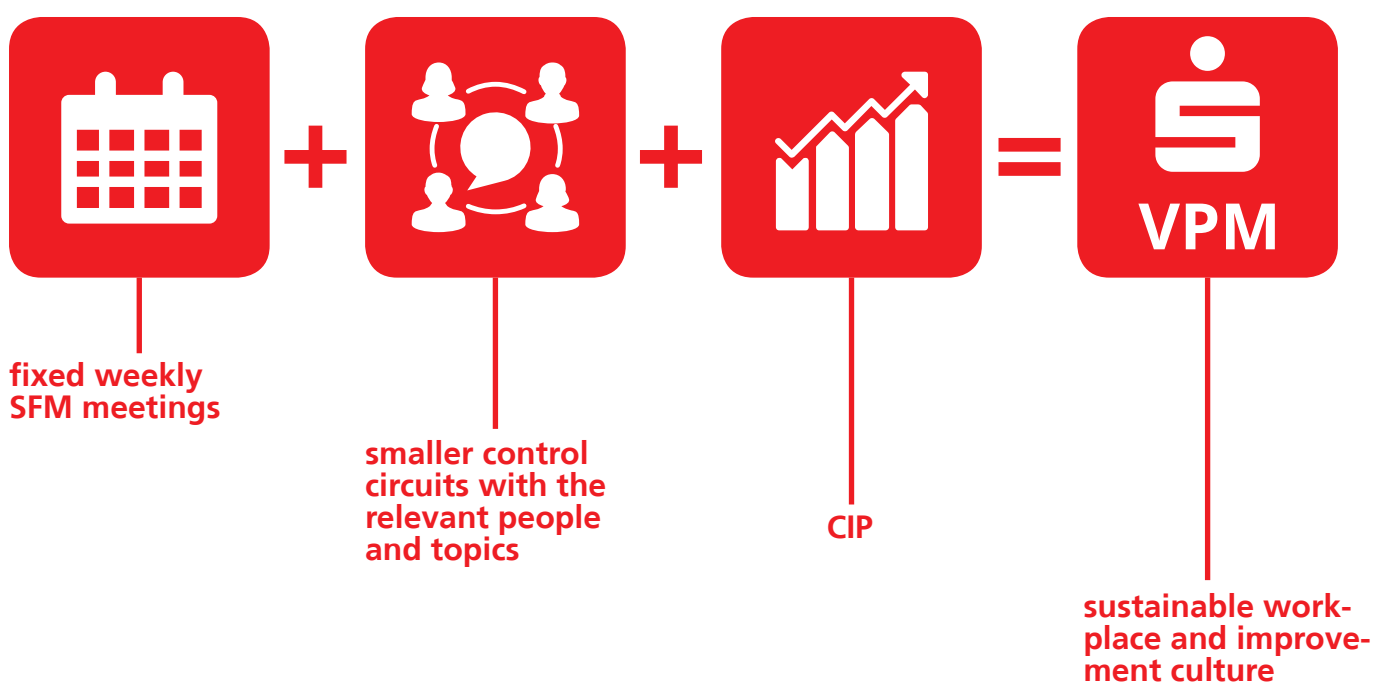 VPM
fixed weekly
SFM meetings
smaller control
circuits with the
relevant people
and topics
CIP
sustainable work-
place and improve-
ment culture